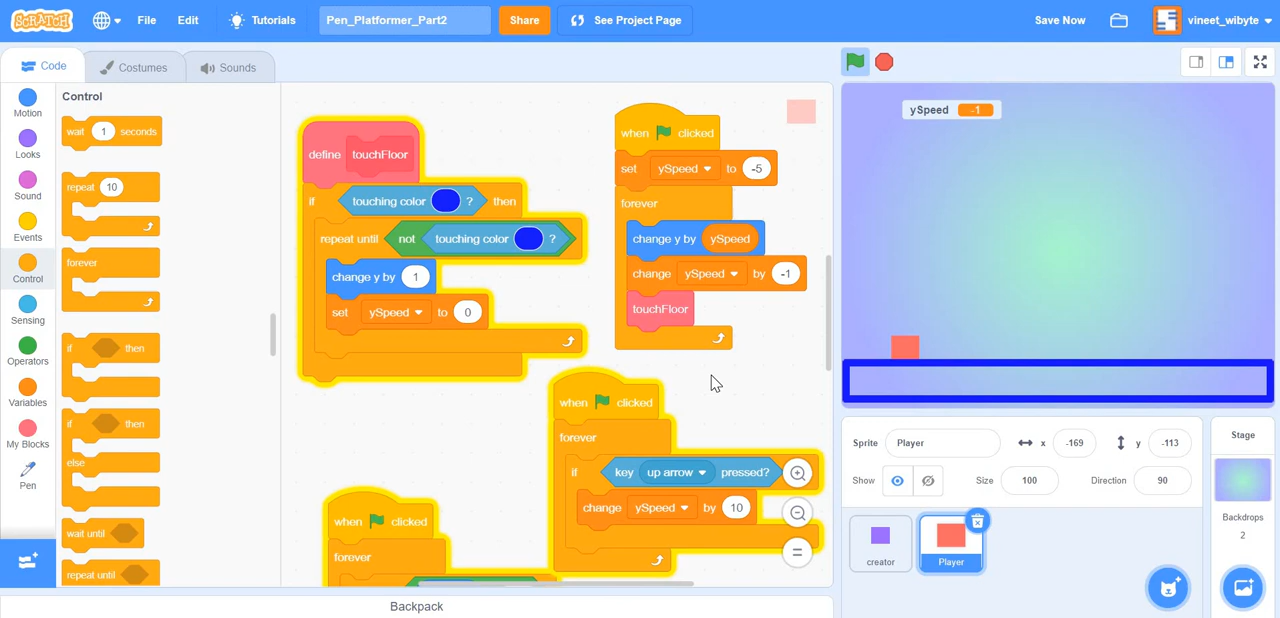 SCRATCH File Edit Tutorials Pen_Platformer_Part2 Share See Project Page Save Now vineet_wibyte
Code Costumes Sounds
Motion
Looks
Sound
Events
Control
Sensing
Operators
Variables
My Blocks
Pen
Control
wait 1 seconds
repeat 10
forever
if then
if then
else
wait until
repeat until
define touchFloor
if touching color ? then
repeat until not touching color ?
change y by 1
set ySpeed to 0
when clicked
set ySpeed to -5
forever
change y by ySpeed
change ySpeed by -1
touchFloor
when clicked
forever
if key up arrow pressed?
change ySpeed by 10
when clicked
forever
ySpeed -1
Sprite Player x -169 y -113
Show Size 100 Direction 90
creator
Player
Stage
Backdrops
2
Backpack